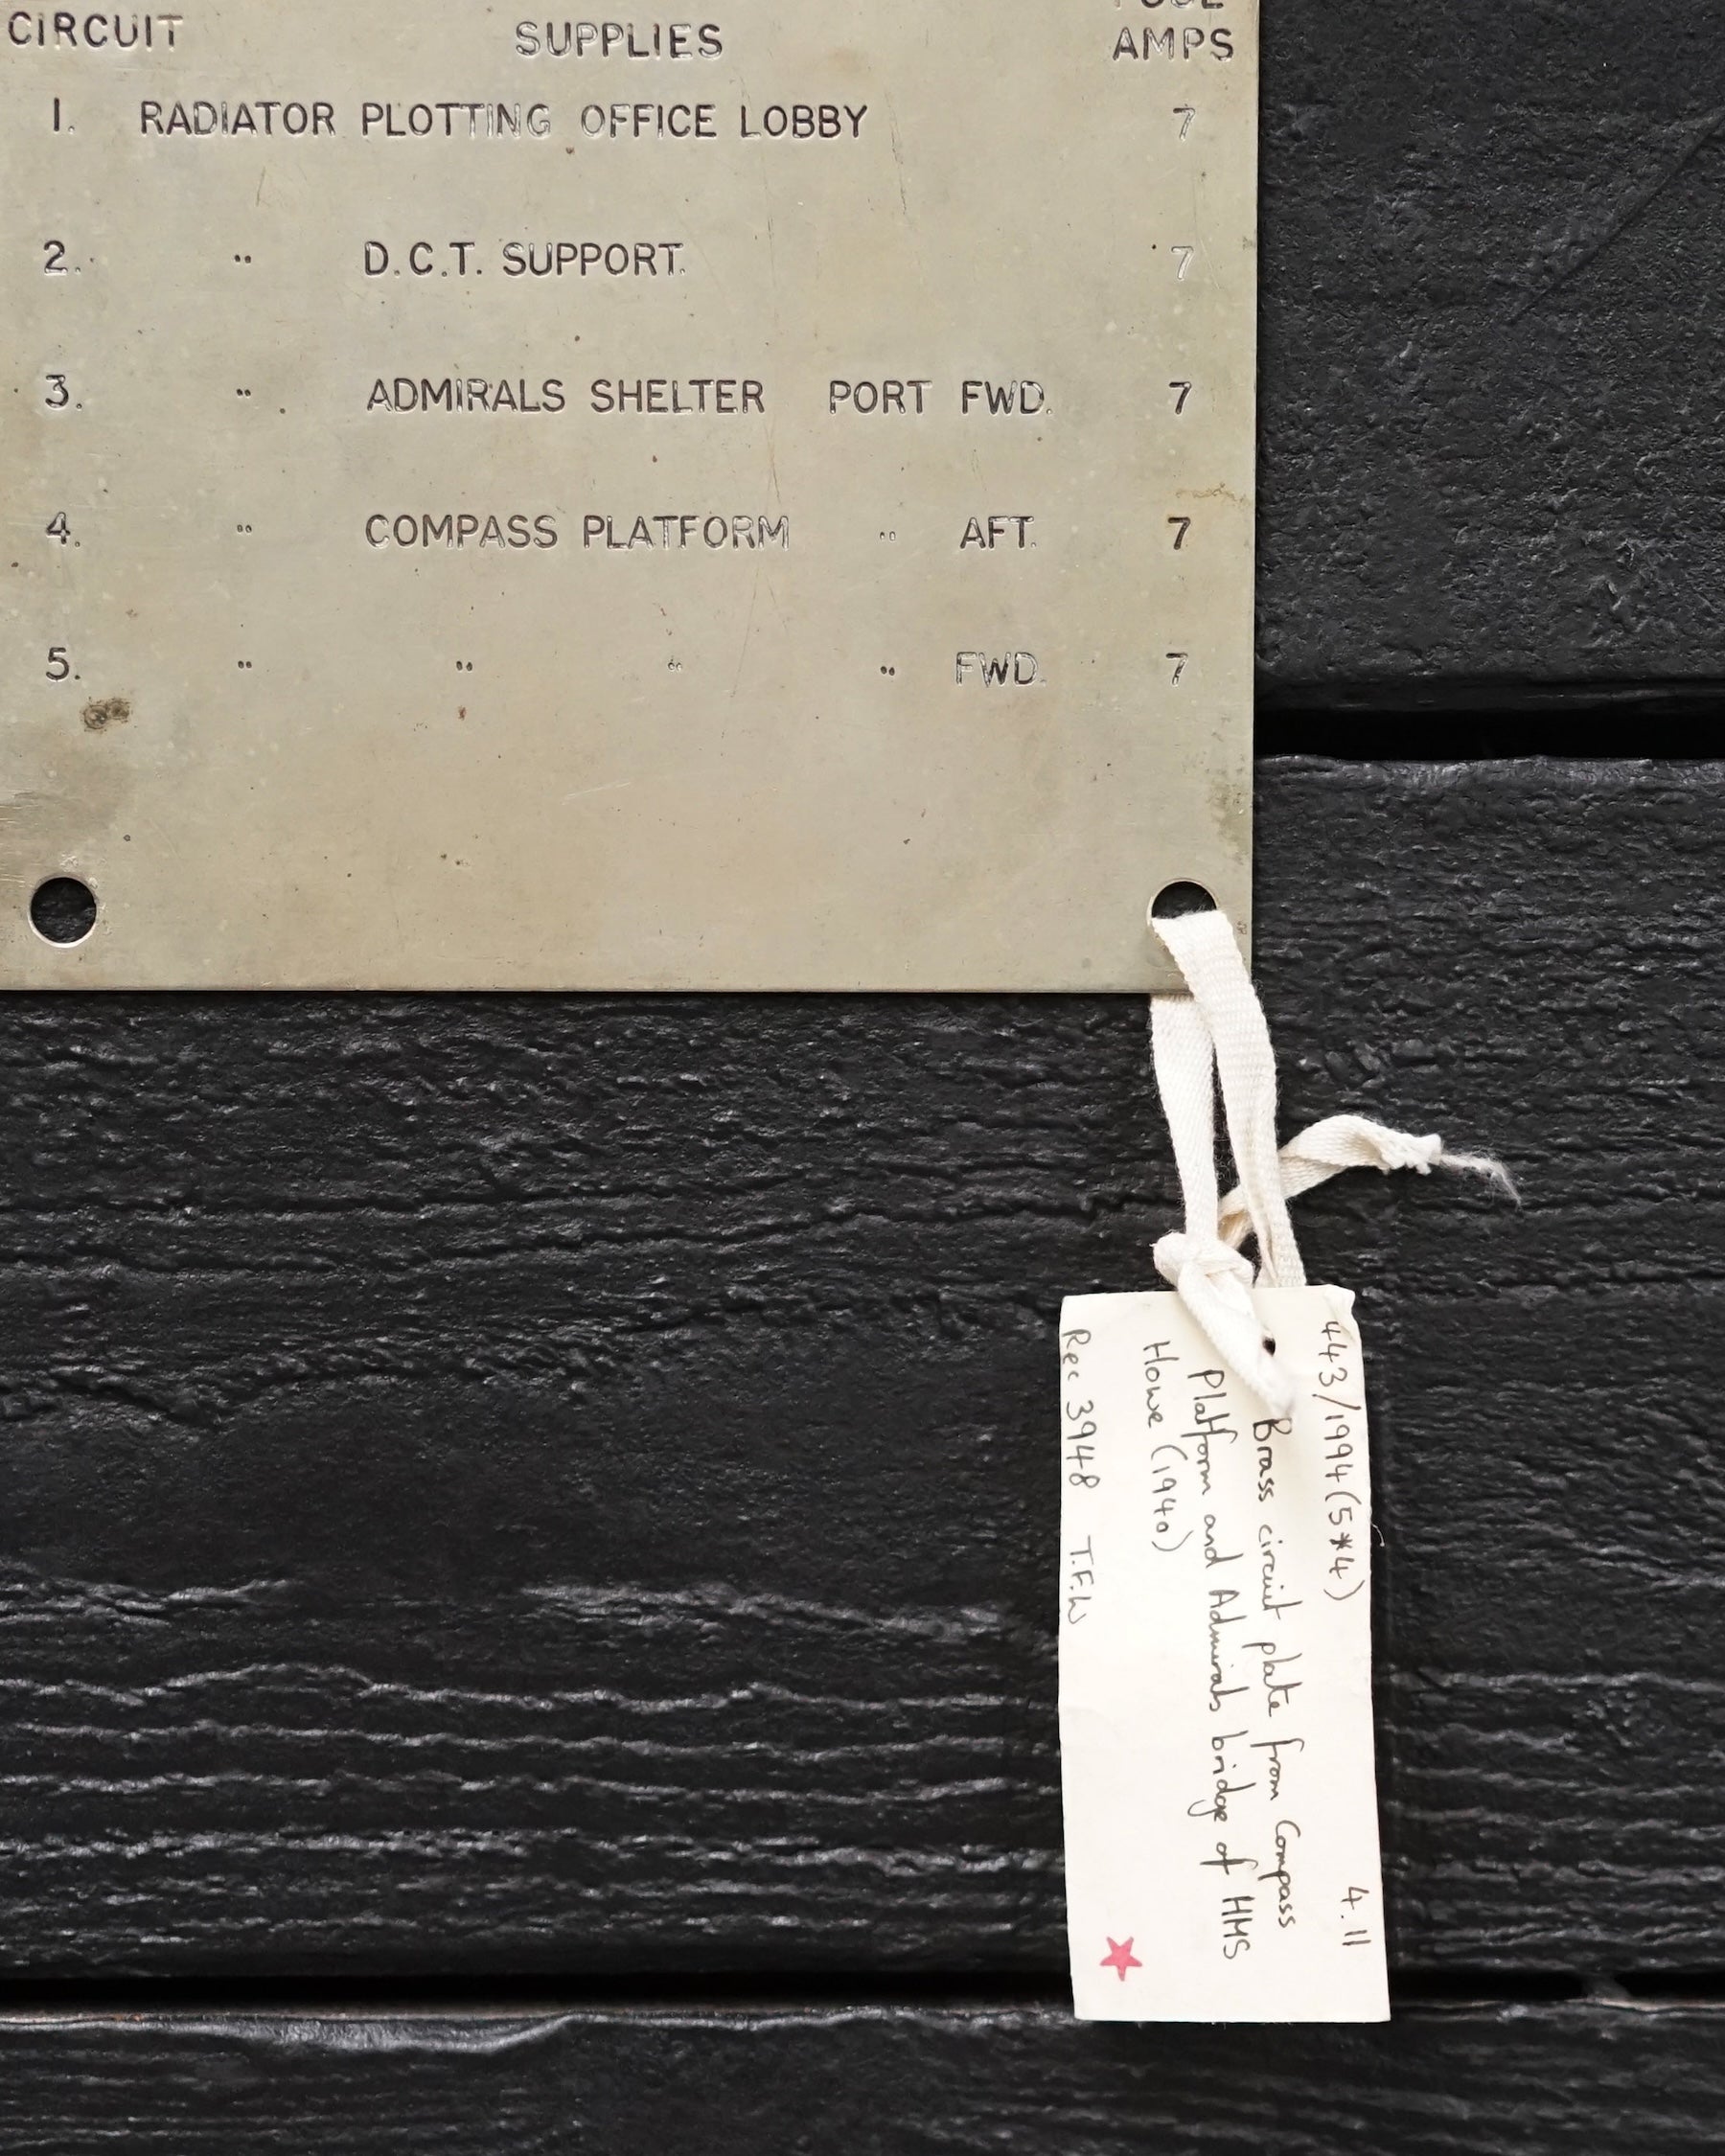 CIRCUIT SUPPLIES AMPS
1. RADIATOR PLOTTING OFFICE LOBBY 7
2. " D.C.T. SUPPORT. 7
3. " ADMIRALS SHELTER PORT FWD. 7
4. " COMPASS PLATFORM " AFT. 7
5. " " " " FWD. 7
443/1994(5*4) 4.11
Brass circuit plate from Compass
Platform and Admirals bridge of HMS
Howe (1940)
Rec 3948 T.F.W